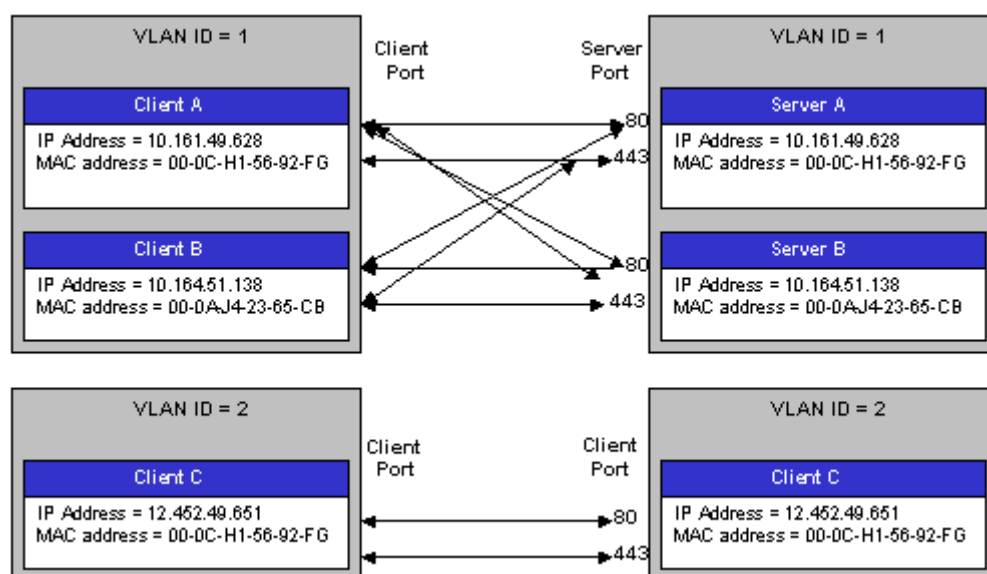 VLAN ID = 1
Client A
IP Address = 10.161.49.628
MAC address = 00-0C-H1-56-92-FG
Client B
IP Address = 10.164.51.138
MAC address = 00-0A-J4-23-65-CB
Client
Port
Server
Port
80
443
80
443
VLAN ID = 1
Server A
IP Address = 10.161.49.628
MAC address = 00-0C-H1-56-92-FG
Server B
IP Address = 10.164.51.138
MAC address = 00-0A-J4-23-65-CB
VLAN ID = 2
Client C
IP Address = 12.452.49.651
MAC address = 00-0C-H1-56-92-FG
Client
Port
Client
Port
80
443
VLAN ID = 2
Client C
IP Address = 12.452.49.651
MAC address = 00-0C-H1-56-92-FG